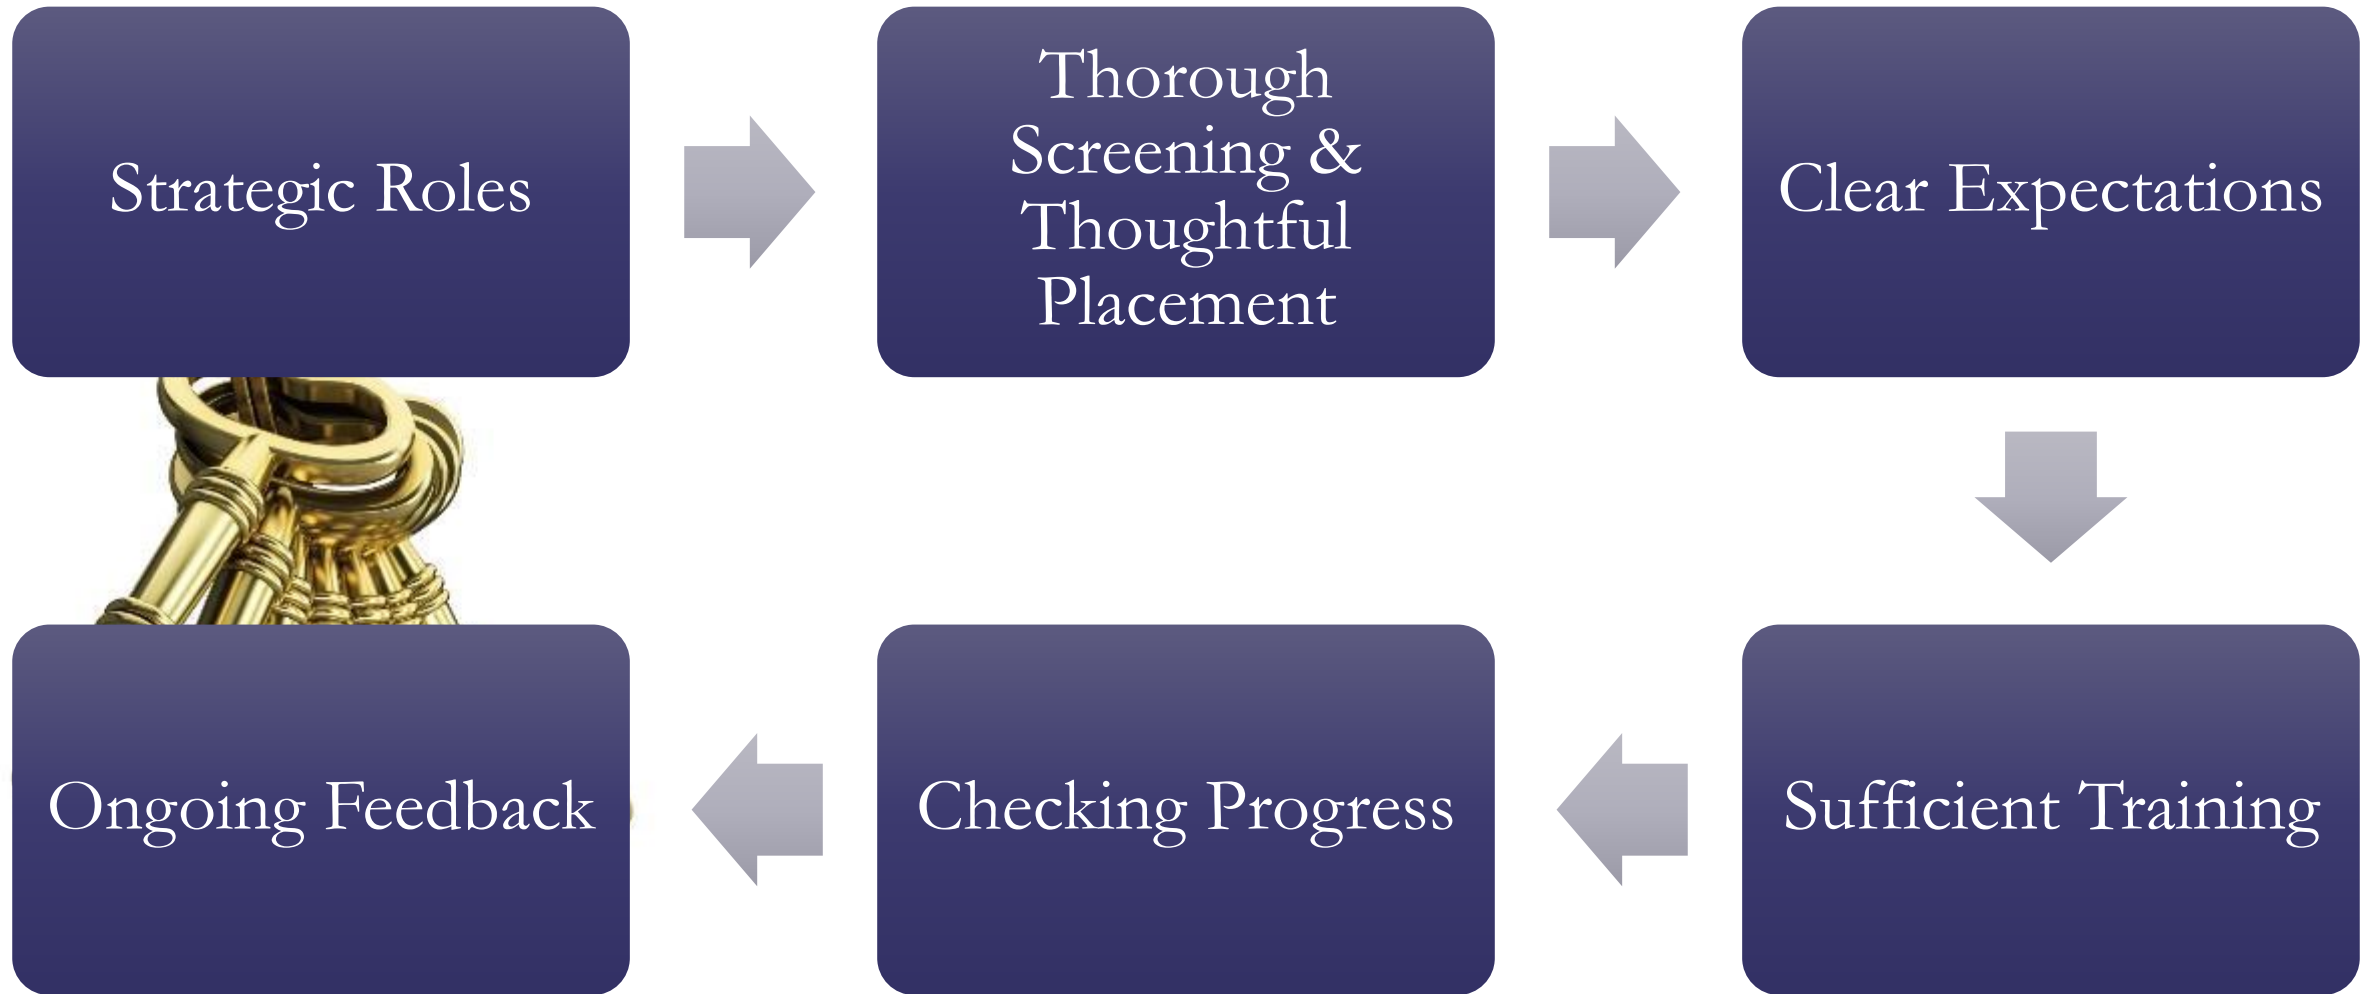 Strategic Roles
Thorough
Screening &
Thoughtful
Placement
Clear Expectations
Sufficient Training
Checking Progress
Ongoing Feedback